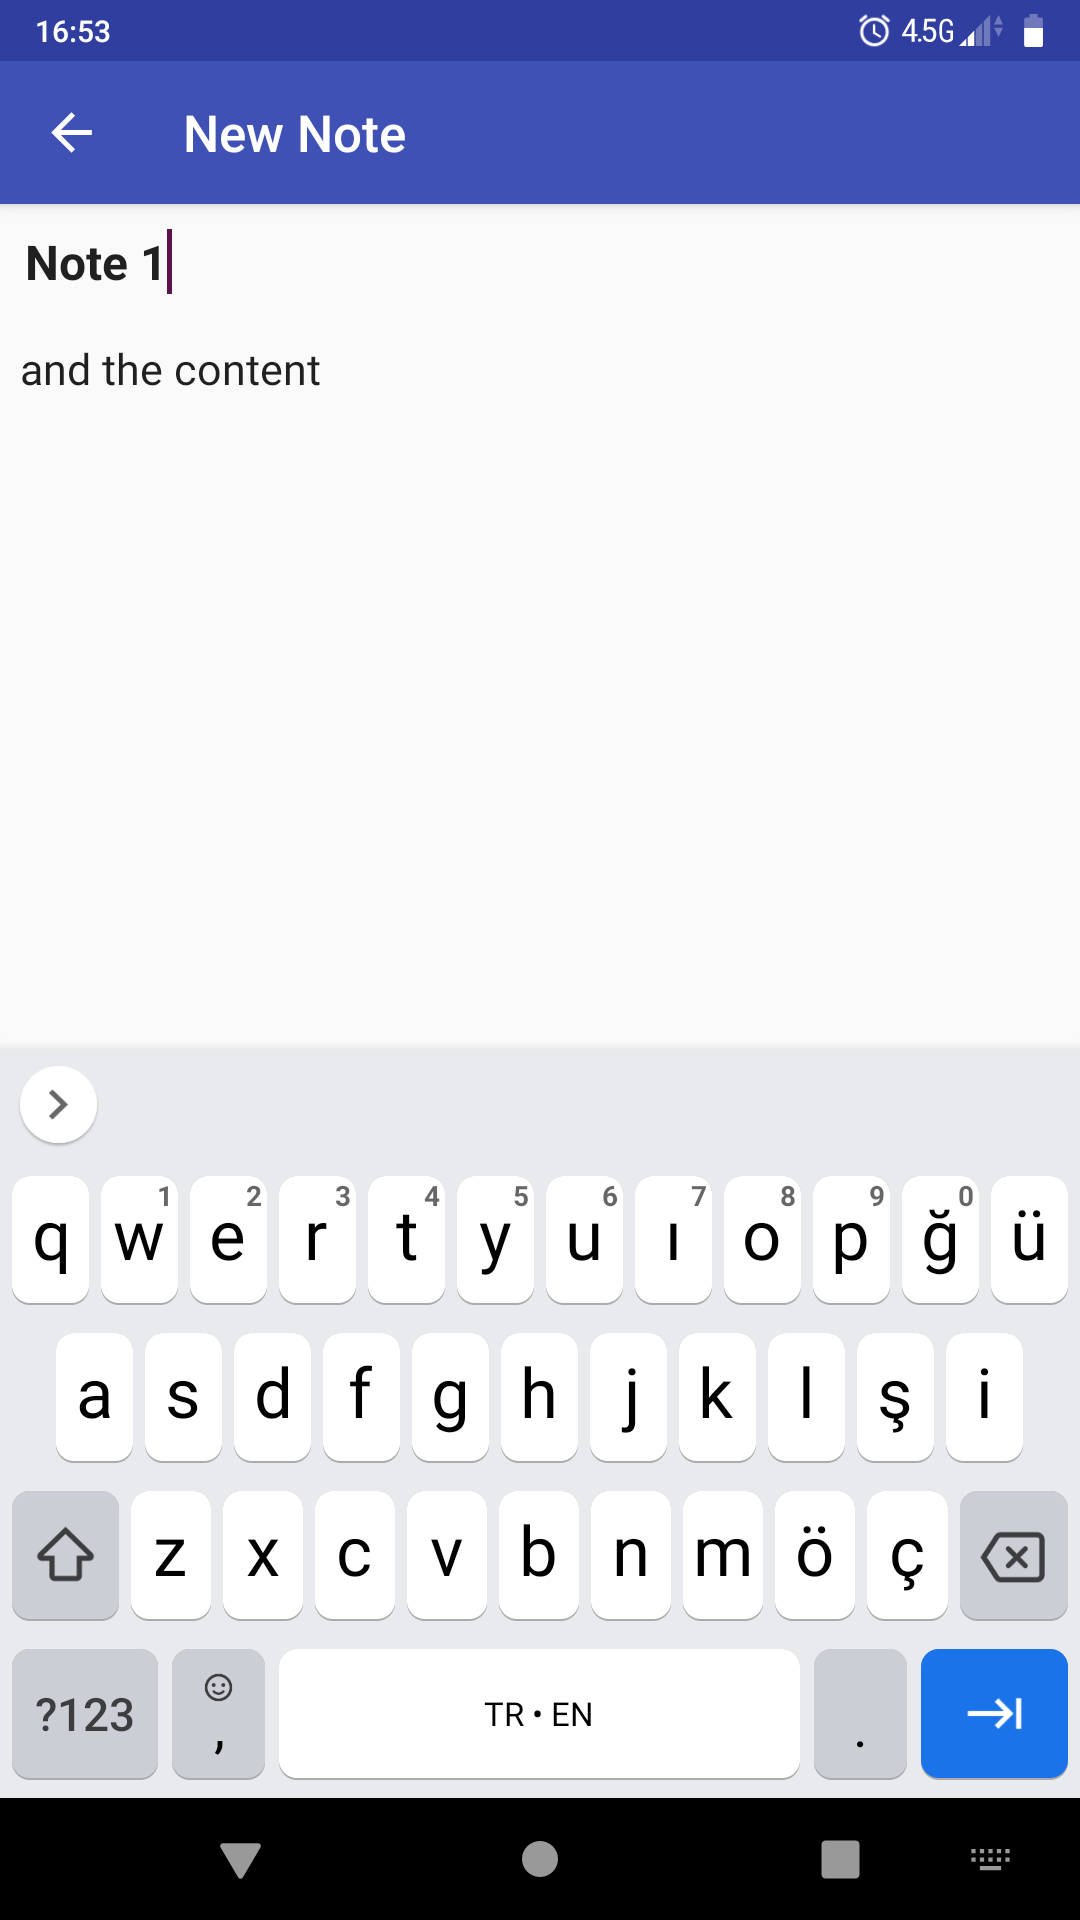 16:53 4.5G
New Note
Note 1
and the content
q w 1 e 2 r 3 t 4 y 5 u 6 ı 7 o 8 p 9 ğ 0 ü
a s d f g h j k l ş i
z x c v b n m ö ç
?123 , TR • EN .